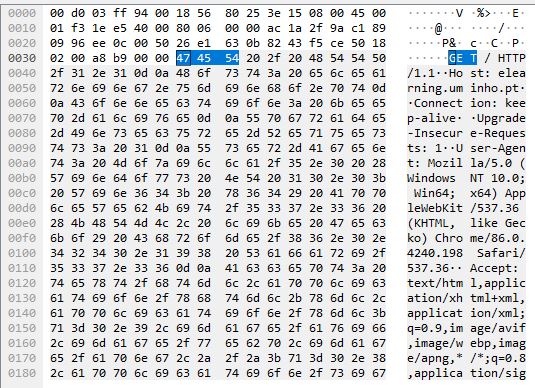 0000 00 d0 03 ff 94 00 18 56 80 25 3e 15 08 00 45 00 ·······V ·%>···E·
0010 01 f3 1e e5 40 00 80 06 00 00 ac 1a 2f 9a c1 89 ····@··· ····/···
0020 09 96 ee 0c 00 50 26 e1 63 0b 82 43 f5 ce 50 18 ·····P&· c··C··P·
0030 02 00 a8 b9 00 00 47 45 54 20 2f 20 48 54 54 50 ······GE T / HTTP
0040 2f 31 2e 31 0d 0a 48 6f 73 74 3a 20 65 6c 65 61 /1.1··Ho st: elea
0050 72 6e 69 6e 67 2e 75 6d 69 6e 68 6f 2e 70 74 0d rning.um inho.pt·
0060 0a 43 6f 6e 6e 65 63 74 69 6f 6e 3a 20 6b 65 65 ·Connect ion: kee
0070 70 2d 61 6c 69 76 65 0d 0a 55 70 67 72 61 64 65 p-alive· ·Upgrade
0080 2d 49 6e 73 65 63 75 72 65 2d 52 65 71 75 65 73 -Insecur e-Reques
0090 74 73 3a 20 31 0d 0a 55 73 65 72 2d 41 67 65 6e ts: 1··U ser-Agen
00a0 74 3a 20 4d 6f 7a 69 6c 6c 61 2f 35 2e 30 20 28 t: Mozil la/5.0 (
00b0 57 69 6e 64 6f 77 73 20 4e 54 20 31 30 2e 30 3b Windows  NT 10.0;
00c0 20 57 69 6e 36 34 3b 20 78 36 34 29 20 41 70 70  Win64;  x64) App
00d0 6c 65 57 65 62 4b 69 74 2f 35 33 37 2e 33 36 20 leWebKit /537.36
00e0 28 4b 48 54 4d 4c 2c 20 6c 69 6b 65 20 47 65 63 (KHTML,  like Gec
00f0 6b 6f 29 20 43 68 72 6f 6d 65 2f 38 36 2e 30 2e ko) Chro me/86.0.
0100 34 32 34 30 2e 31 39 38 20 53 61 66 61 72 69 2f 4240.198  Safari/
0110 35 33 37 2e 33 36 0d 0a 41 63 63 65 70 74 3a 20 537.36·· Accept:
0120 74 65 78 74 2f 68 74 6d 6c 2c 61 70 70 6c 69 63 text/htm l,applic
0130 61 74 69 6f 6e 2f 78 68 74 6d 6c 2b 78 6d 6c 2c ation/xh tml+xml,
0140 61 70 70 6c 69 63 61 74 69 6f 6e 2f 78 6d 6c 3b applicat ion/xml;
0150 71 3d 30 2e 39 2c 69 6d 61 67 65 2f 61 76 69 66 q=0.9,im age/avif
0160 2c 69 6d 61 67 65 2f 77 65 62 70 2c 69 6d 61 67 ,image/w ebp,imag
0170 65 2f 61 70 6e 67 2c 2a 2f 2a 3b 71 3d 30 2e 38 e/apng,* /*;q=0.8
0180 2c 61 70 70 6c 69 63 61 74 69 6f 6e 2f 73 69 67 ,applica tion/sig